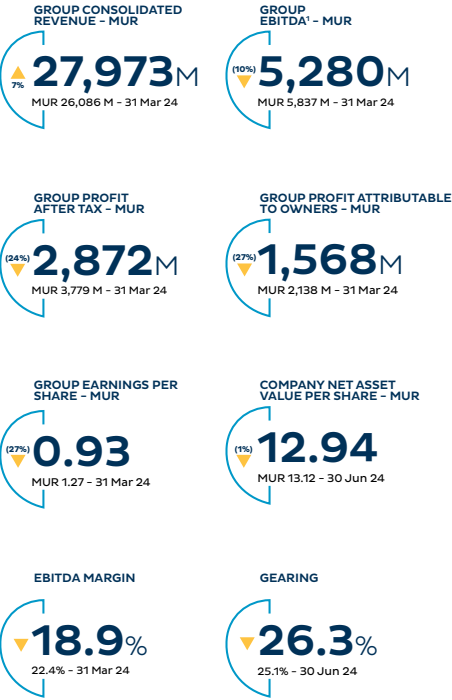 GROUP CONSOLIDATED
REVENUE – MUR
7%
27,973M
MUR 26,086 M - 31 Mar 24
GROUP
EBITDA¹ – MUR
(10%)
5,280M
MUR 5,837 M - 31 Mar 24
GROUP PROFIT
AFTER TAX – MUR
(24%)
2,872M
MUR 3,779 M - 31 Mar 24
GROUP PROFIT ATTRIBUTABLE
TO OWNERS – MUR
(27%)
1,568M
MUR 2,138 M - 31 Mar 24
GROUP EARNINGS PER
SHARE – MUR
(27%)
0.93
MUR 1.27 - 31 Mar 24
COMPANY NET ASSET
VALUE PER SHARE – MUR
(1%)
12.94
MUR 13.12 - 30 Jun 24
EBITDA MARGIN
18.9%
22.4% - 31 Mar 24
GEARING
26.3%
25.1% - 30 Jun 24